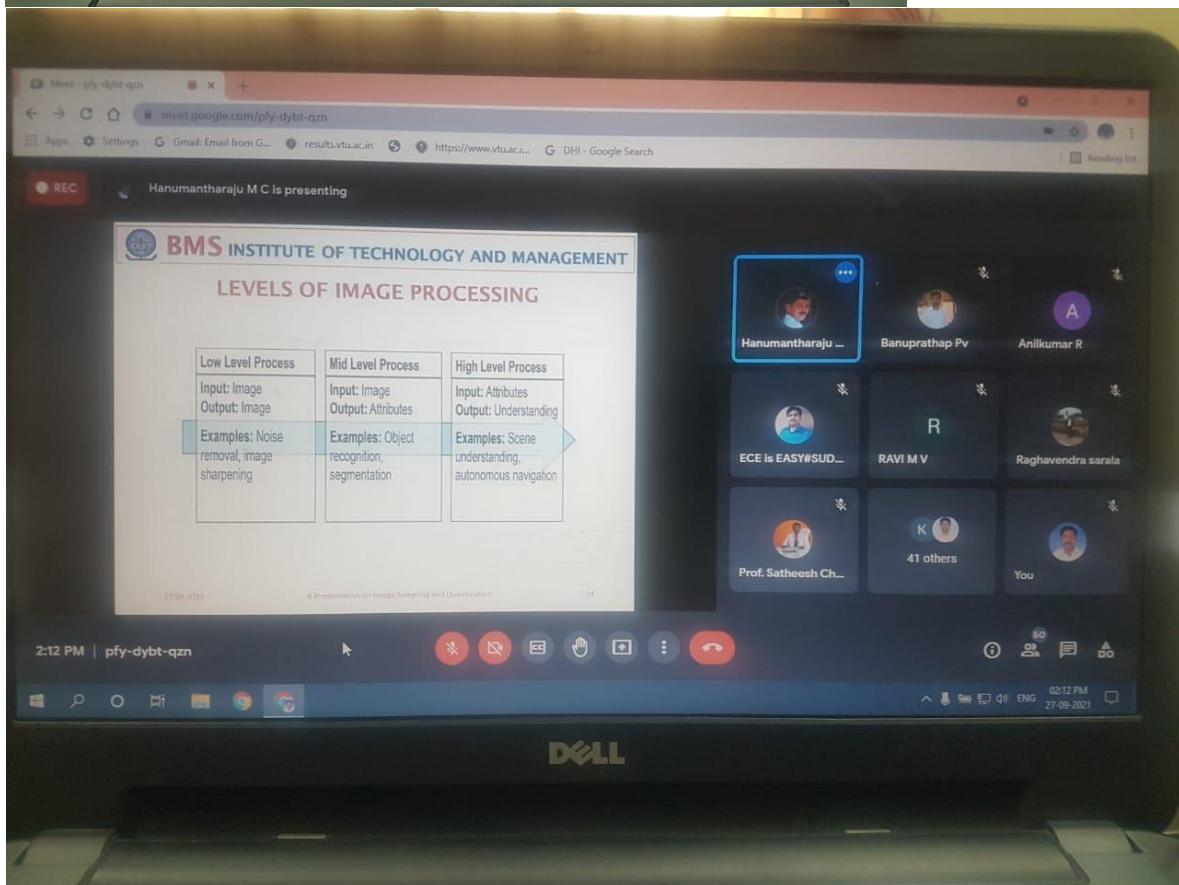 Meet - pfy-dybt-qzn
meet.google.com/pfy-dybt-qzn
Apps Settings G Gmail: Email from G... results.vtu.ac.in https://www.vtu.ac.i... G DHI - Google Search Reading list
REC Hanumantharaju M C is presenting
BMS INSTITUTE OF TECHNOLOGY AND MANAGEMENT
LEVELS OF IMAGE PROCESSING
Low Level Process
Input: Image
Output: Image
Examples: Noise
removal, image
sharpening
Mid Level Process
Input: Image
Output: Attributes
Examples: Object
recognition,
segmentation
High Level Process
Input: Attributes
Output: Understanding
Examples: Scene
understanding,
autonomous navigation
27-09-2021 A Presentation on Image Sampling and Quantization 24
Hanumantharaju ... Banuprathap Pv A Anilkumar R
ECE is EASY#SUD... R RAVI M V Raghavendra sarala
Prof. Satheesh Ch... K 41 others You
2:12 PM | pfy-dybt-qzn CC 50
ENG 02:12 PM
27-09-2021
DELL